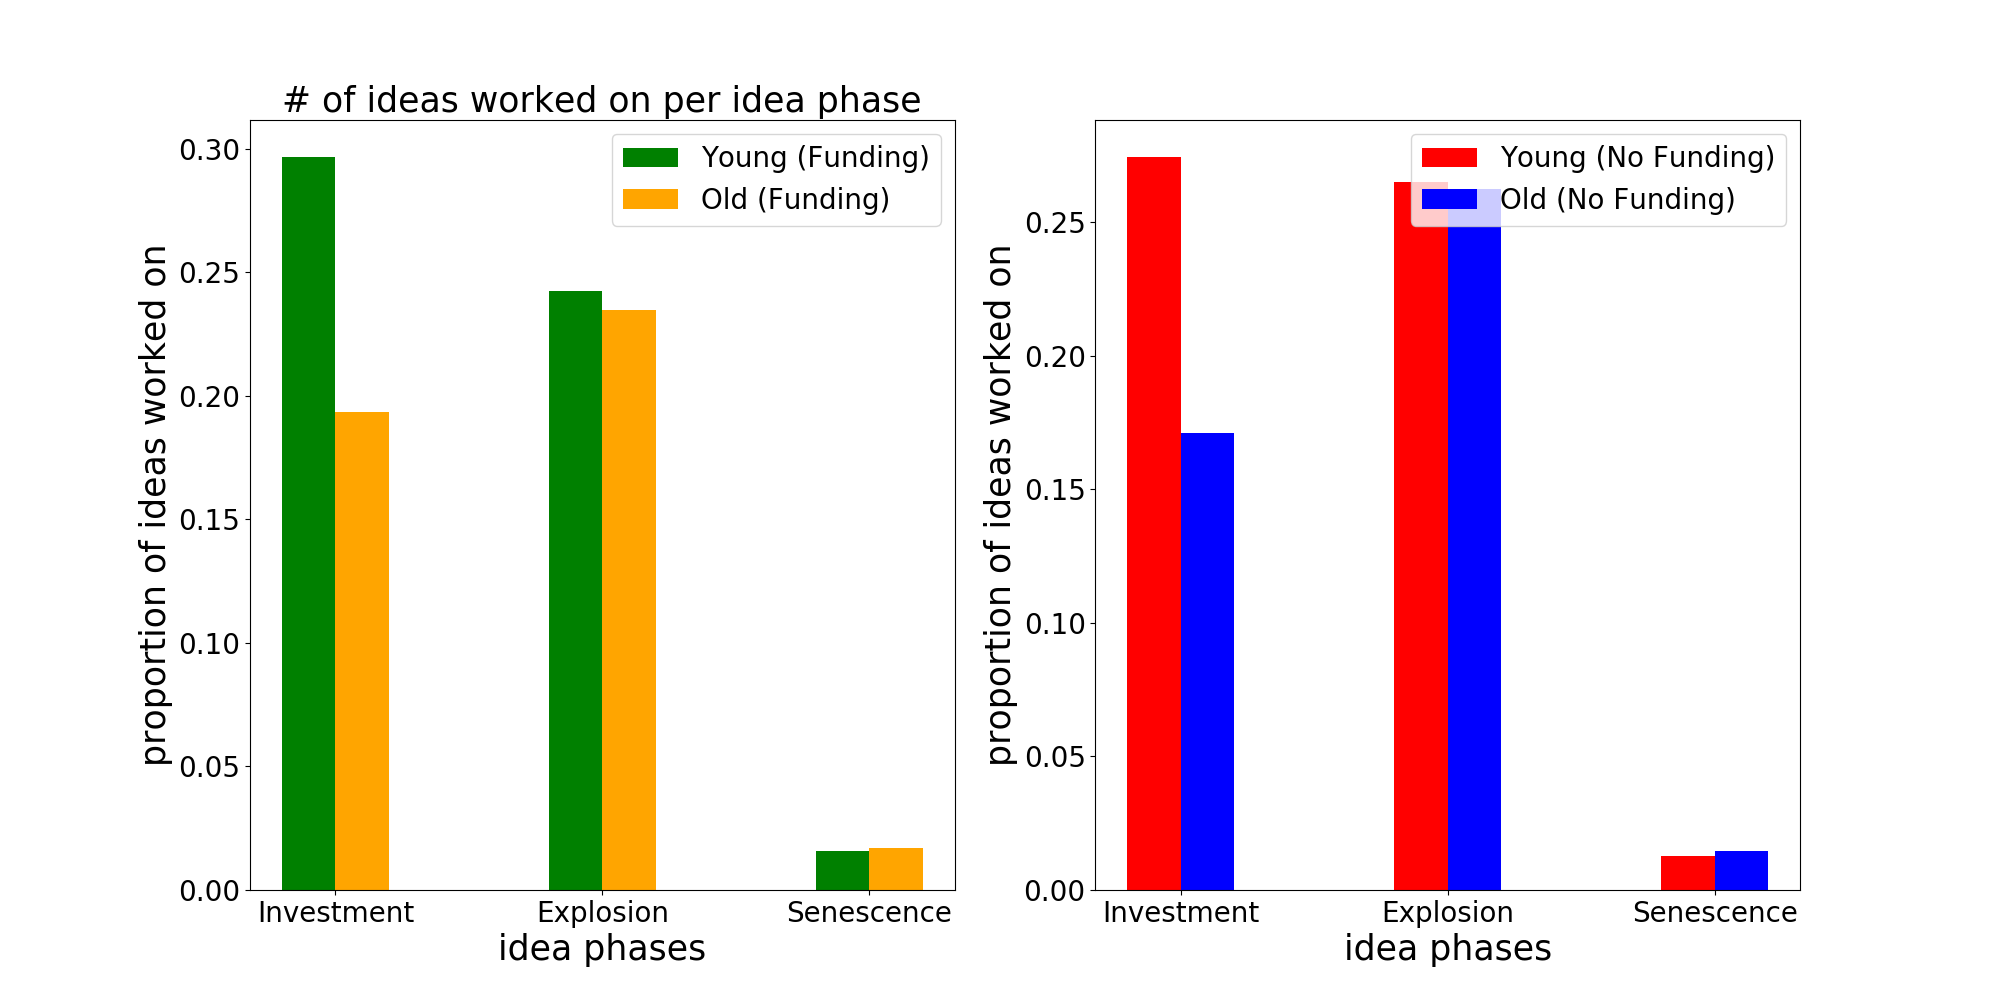 # of ideas worked on per idea phase
Young (Funding)
Old (Funding)
proportion of ideas worked on
0.30
0.25
0.20
0.15
0.10
0.05
0.00
Investment
Explosion
Senescence
idea phases
Young (No Funding)
Old (No Funding)
proportion of ideas worked on
0.25
0.20
0.15
0.10
0.05
0.00
Investment
Explosion
Senescence
idea phases